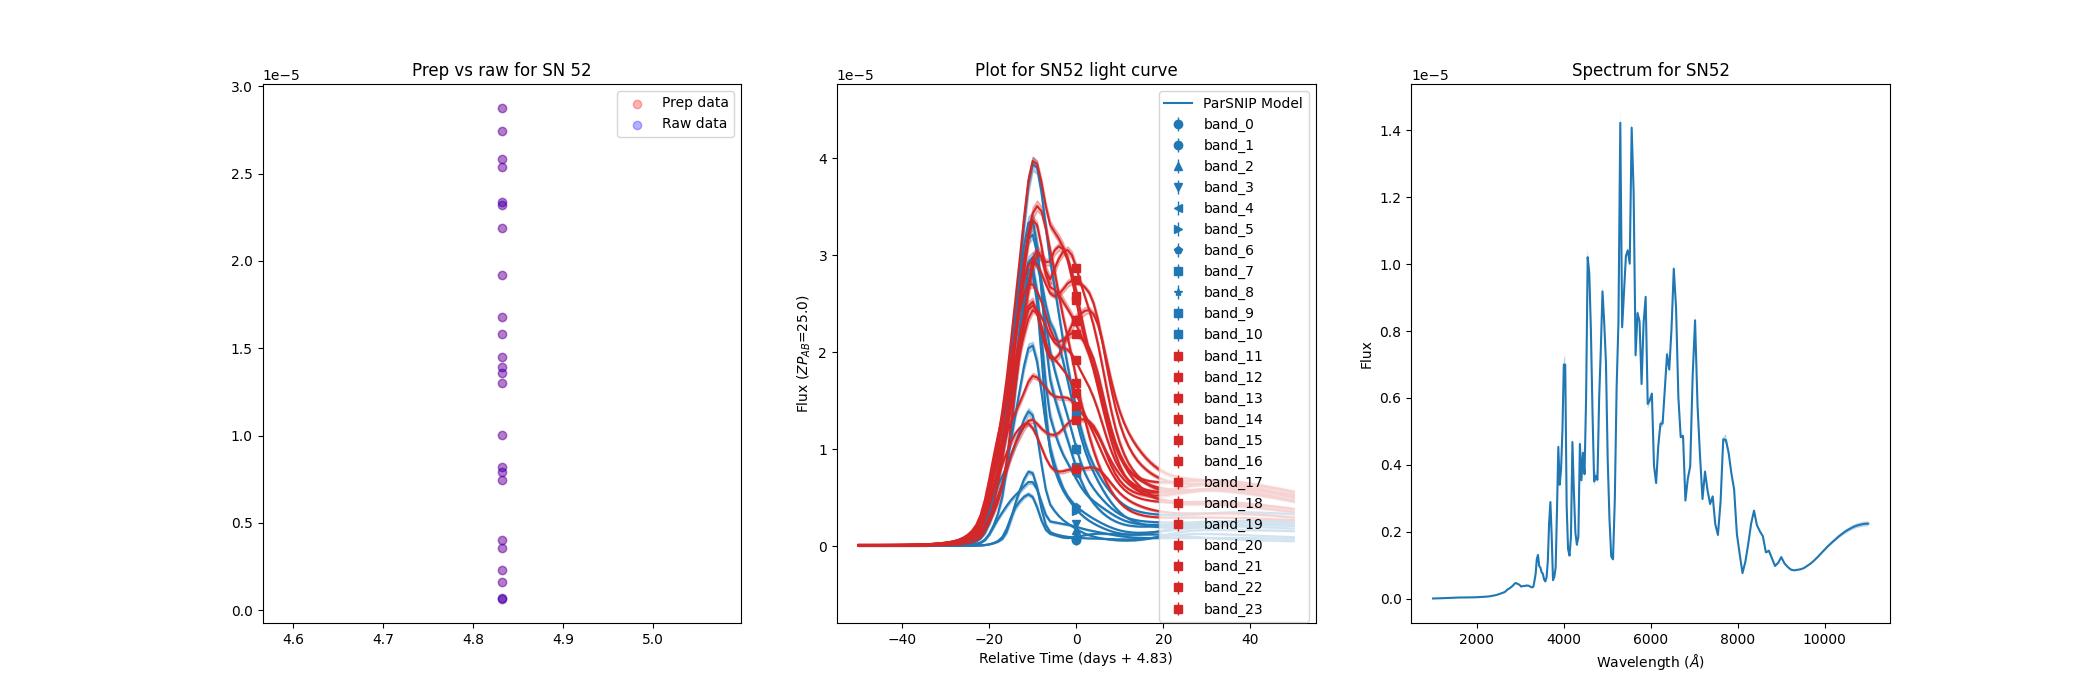 Prep vs raw for SN 52
1e−5
3.0
2.5
2.0
1.5
1.0
0.5
0.0
4.6 4.7 4.8 4.9 5.0
Prep data
Raw data
Plot for SN52 light curve
1e−5
Flux (ZP_AB=25.0)
4
3
2
1
0
−40 −20 0 20 40
Relative Time (days + 4.83)
ParSNIP Model
band_0
band_1
band_2
band_3
band_4
band_5
band_6
band_7
band_8
band_9
band_10
band_11
band_12
band_13
band_14
band_15
band_16
band_17
band_18
band_19
band_20
band_21
band_22
band_23
Spectrum for SN52
1e−5
Flux
1.4
1.2
1.0
0.8
0.6
0.4
0.2
0.0
2000 4000 6000 8000 10000
Wavelength (Å)